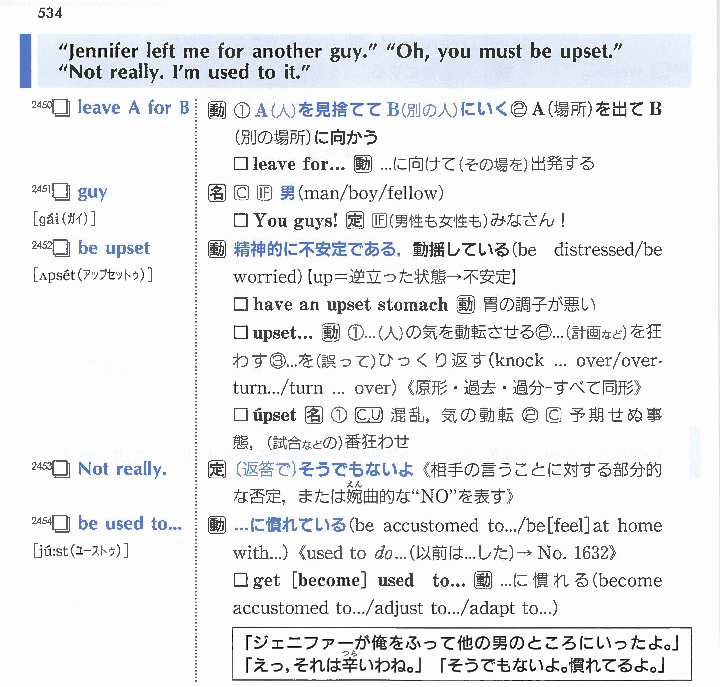 534
“Jennifer left me for another guy.” “Oh, you must be upset.”
“Not really. I’m used to it.”
2450 □ leave A for B 動 ① A(人)を見捨ててB(別の人)にいく② A(場所)を出て B
(別の場所)に向かう
□ leave for... 動 ...に向けて(その場を)出発する
2451 □ guy 名 C IF 男(man/boy/fellow)
[gái(ガイ)] □ You guys! 定 IF(男性も女性も)みなさん！
2452 □ be upset 動 精神的に不安定である，動揺している(be distressed/be
[ʌpsét(アップセットゥ)] worried)【up=逆立った状態→不安定】
□ have an upset stomach 動 胃の調子が悪い
□ upset... 動 ①...(人)の気を動転させる②...(計画など)を狂
わす③...を(誤って)ひっくり返す(knock ... over/over-
turn.../turn ... over)《原形・過去・過分-すべて同形》
□ úpset 名 ① C,U 混乱，気の動転 ② C 予期せぬ事
態，(試合などの)番狂わせ
2453 □ Not really. 定 (返答で)そうでもないよ《相手の言うことに対する部分的
な否定，または婉曲的な“NO”を表す》
えん
2454 □ be used to... 動 ...に慣れている(be accustomed to.../be[feel]at home
[júːst(ユーストゥ)] with...)《used to do...(以前は...した)→ No. 1632》
□ get [become] used to... 動 ...に慣れる(become
accustomed to.../adjust to.../adapt to...)
「ジェニファーが俺をふって他の男のところにいったよ。」
つら
「えっ，それは辛いわね。」「そうでもないよ。慣れてるよ。」